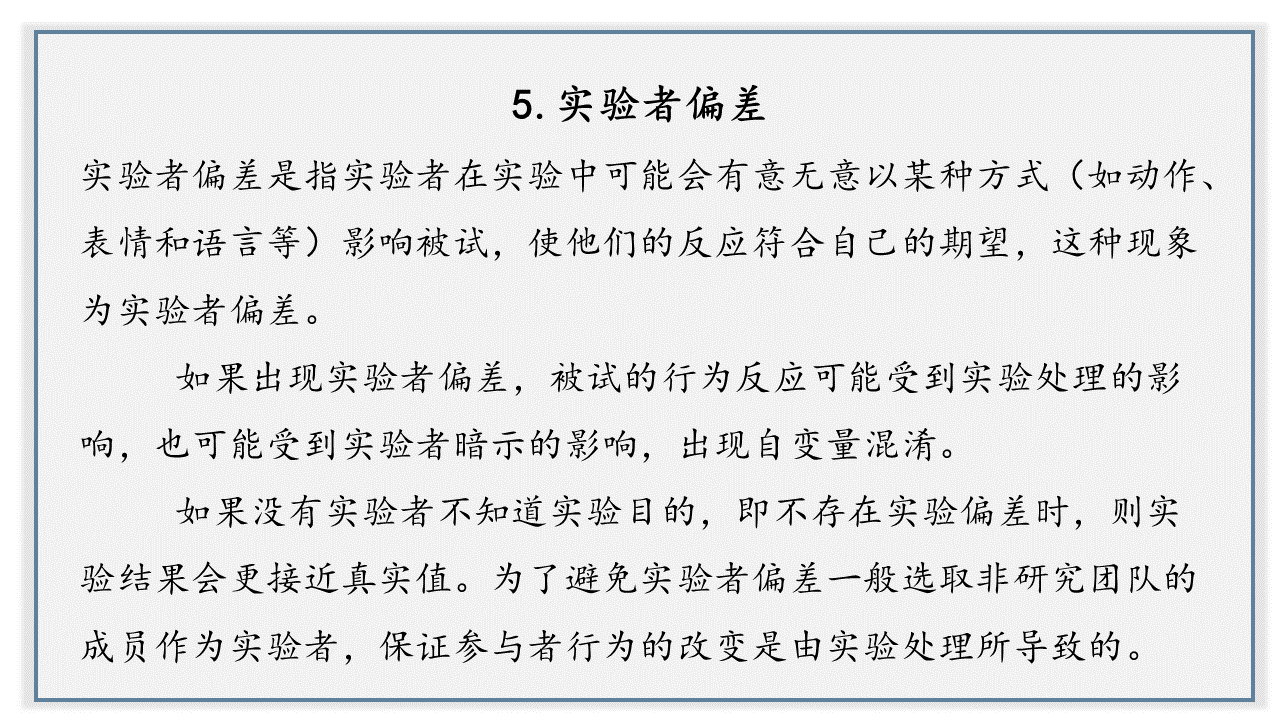 5.实验者偏差
实验者偏差是指实验者在实验中可能会有意无意以某种方式（如动作、
表情和语言等）影响被试，使他们的反应符合自己的期望，这种现象
为实验者偏差。
如果出现实验者偏差，被试的行为反应可能受到实验处理的影
响，也可能受到实验者暗示的影响，出现自变量混淆。
如果没有实验者不知道实验目的，即不存在实验偏差时，则实
验结果会更接近真实值。为了避免实验者偏差一般选取非研究团队的
成员作为实验者，保证参与者行为的改变是由实验处理所导致的。